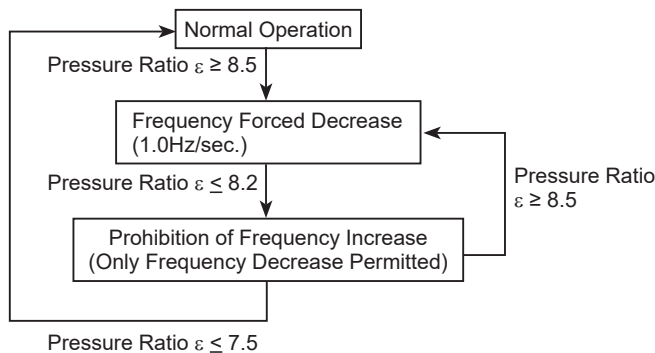 Normal Operation
Pressure Ratio ε ≥ 8.5
Frequency Forced Decrease
(1.0Hz/sec.)
Pressure Ratio ε ≤ 8.2
Pressure Ratio
ε ≥ 8.5
Prohibition of Frequency Increase
(Only Frequency Decrease Permitted)
Pressure Ratio ε ≤ 7.5